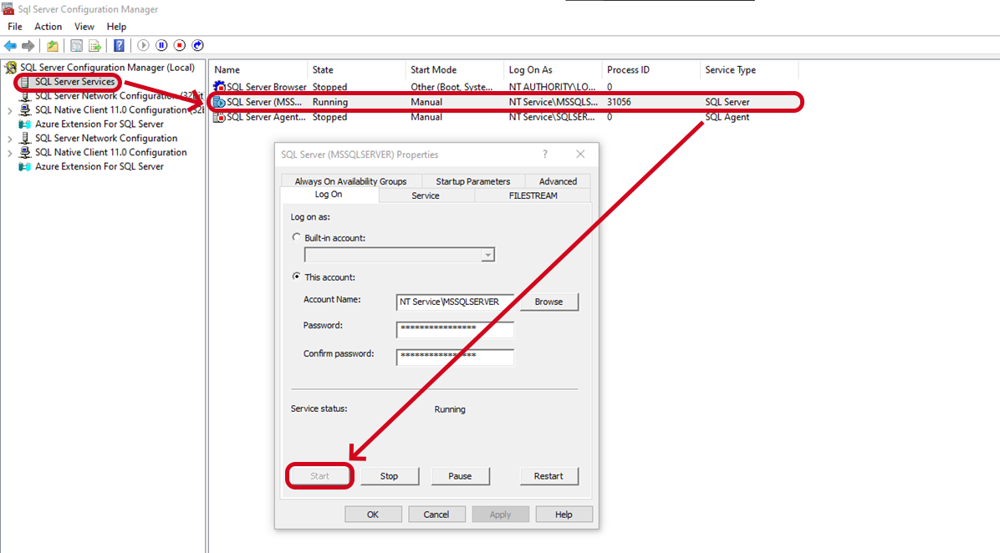 Sql Server Configuration Manager
File Action View Help
SQL Server Configuration Manager (Local)
SQL Server Services
SQL Server Network Configuration (32bit
SQL Native Client 11.0 Configuration (32b
Azure Extension For SQL Server
SQL Server Network Configuration
SQL Native Client 11.0 Configuration
Azure Extension For SQL Server
Name State Start Mode Log On As Process ID Service Type
SQL Server Browser Stopped Other (Boot, Syste... NT AUTHORITY\LO... 0
SQL Server (MSS... Running Manual NT Service\MSSQLS... 31056 SQL Server
SQL Server Agent... Stopped Manual NT Service\SQLSER... 0 SQL Agent
SQL Server (MSSQLSERVER) Properties ?
Always On Availability Groups Startup Parameters Advanced
Log On Service FILESTREAM
Log on as:
Built-in account:
This account:
Account Name: NT Service\MSSQLSERVER Browse
Password: ****************
Confirm password: ****************
Service status: Running
Start Stop Pause Restart
OK Cancel Apply Help